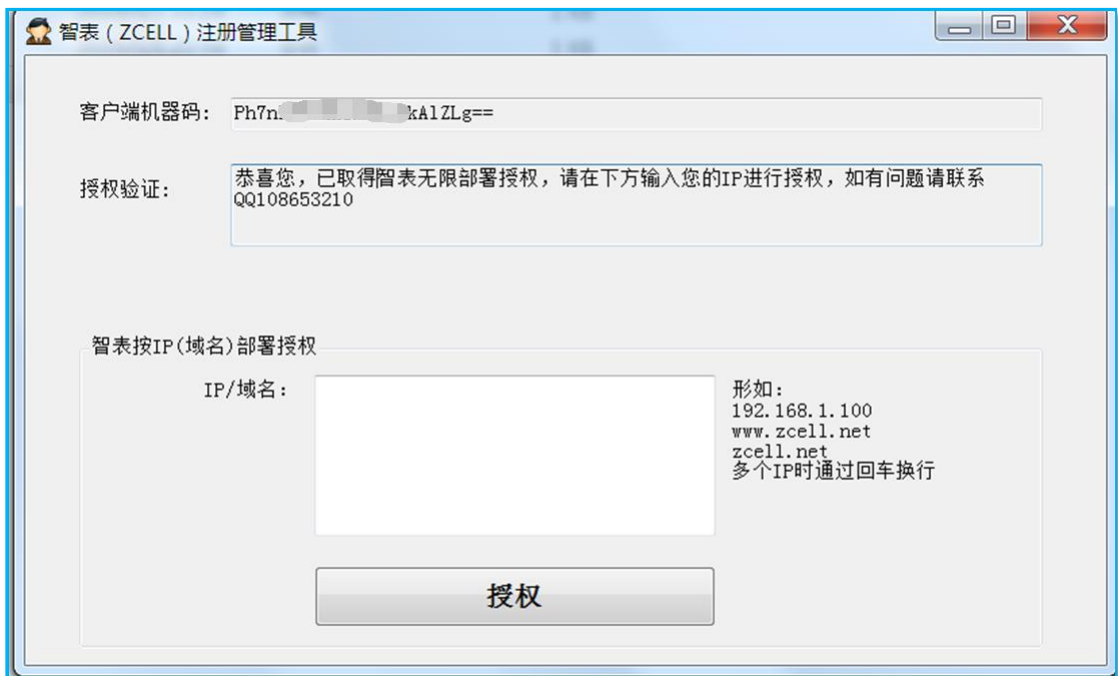 智表（ZCELL）注册管理工具
客户端机器码: Ph7n kAlZLg==
授权验证: 恭喜您，已取得智表无限部署授权，请在下方输入您的IP进行授权，如有问题请联系
QQ108653210
智表按IP(域名)部署授权
IP/域名: 形如:
192.168.1.100
www.zcell.net
zcell.net
多个IP时通过回车换行
授权